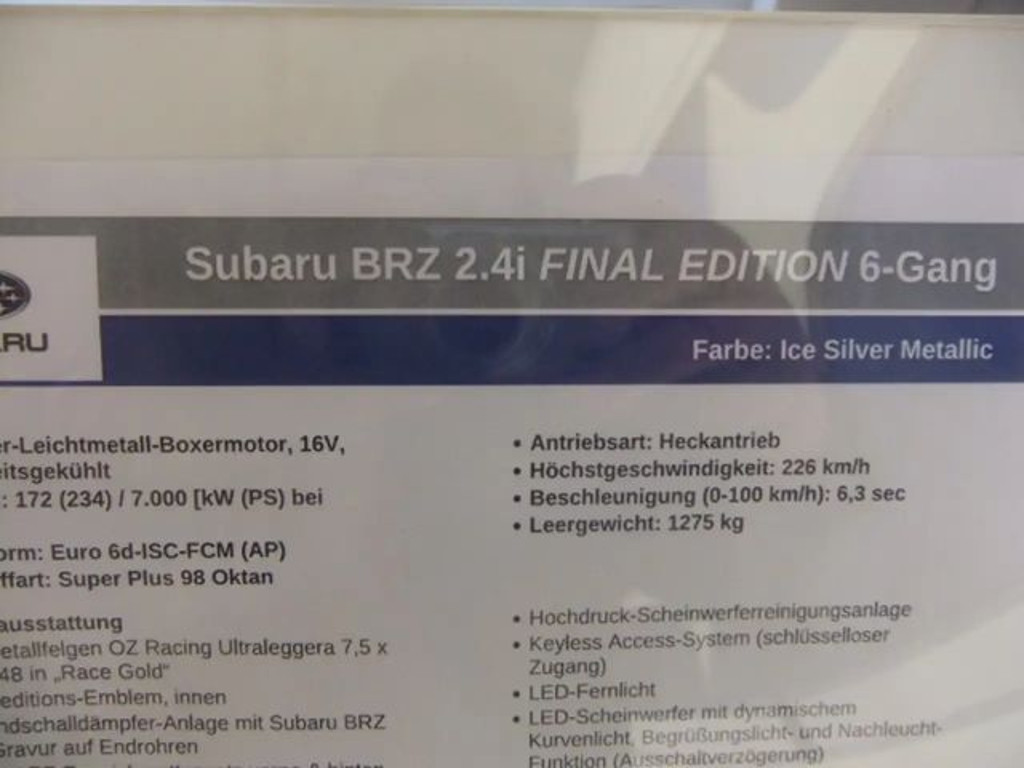 Subaru BRZ 2.4i FINAL EDITION 6-Gang
ARU
Farbe: Ice Silver Metallic
er-Leichtmetall-Boxermotor, 16V,
eitsgekühlt
: 172 (234) / 7.000 [kW (PS) bei
orm: Euro 6d-ISC-FCM (AP)
ffart: Super Plus 98 Oktan
• Antriebsart: Heckantrieb
• Höchstgeschwindigkeit: 226 km/h
• Beschleunigung (0-100 km/h): 6,3 sec
• Leergewicht: 1275 kg
ausstattung
etallfelgen OZ Racing Ultraleggera 7,5 x
48 in „Race Gold“
editions-Emblem, innen
ndschalldämpfer-Anlage mit Subaru BRZ
Gravur auf Endrohren
• Hochdruck-Scheinwerferreinigungsanlage
• Keyless Access-System (schlüsselloser
Zugang)
• LED-Fernlicht
• LED-Scheinwerfer mit dynamischem
Kurvenlicht, Begrüßungslicht- und Nachleucht-
Funktion (Ausschaltverzögerung)